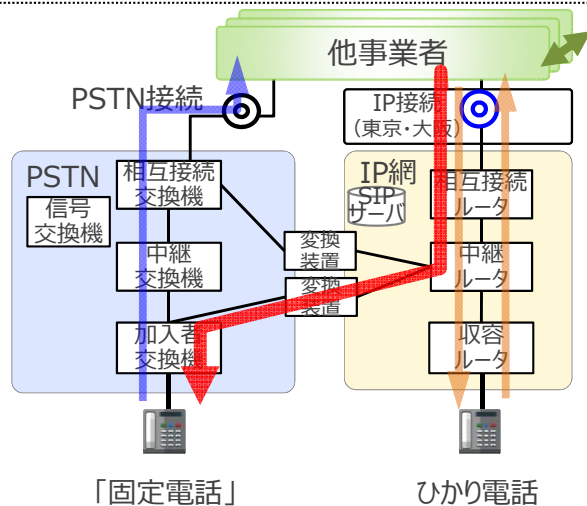 他事業者
PSTN接続
IP接続
（東京・大阪）
PSTN
相互接続
交換機
信号
交換機
中継
交換機
加入者
交換機
変換
装置
変換
装置
IP網
SIP
サーバ
相互接続
ルータ
中継
ルータ
収容
ルータ
「固定電話」
ひかり電話